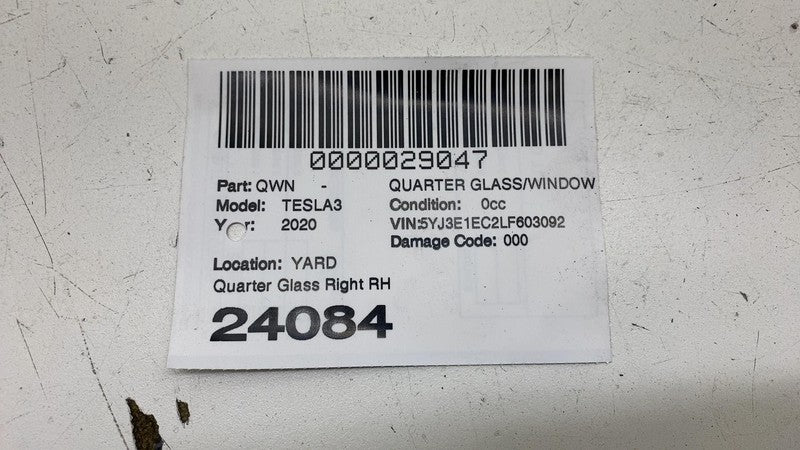 0000029047
Part: QWN - QUARTER GLASS/WINDOW
Model: TESLA3 Condition: 0cc
Year: 2020 VIN:5YJ3E1EC2LF603092
Damage Code: 000
Location: YARD
Quarter Glass Right RH
24084